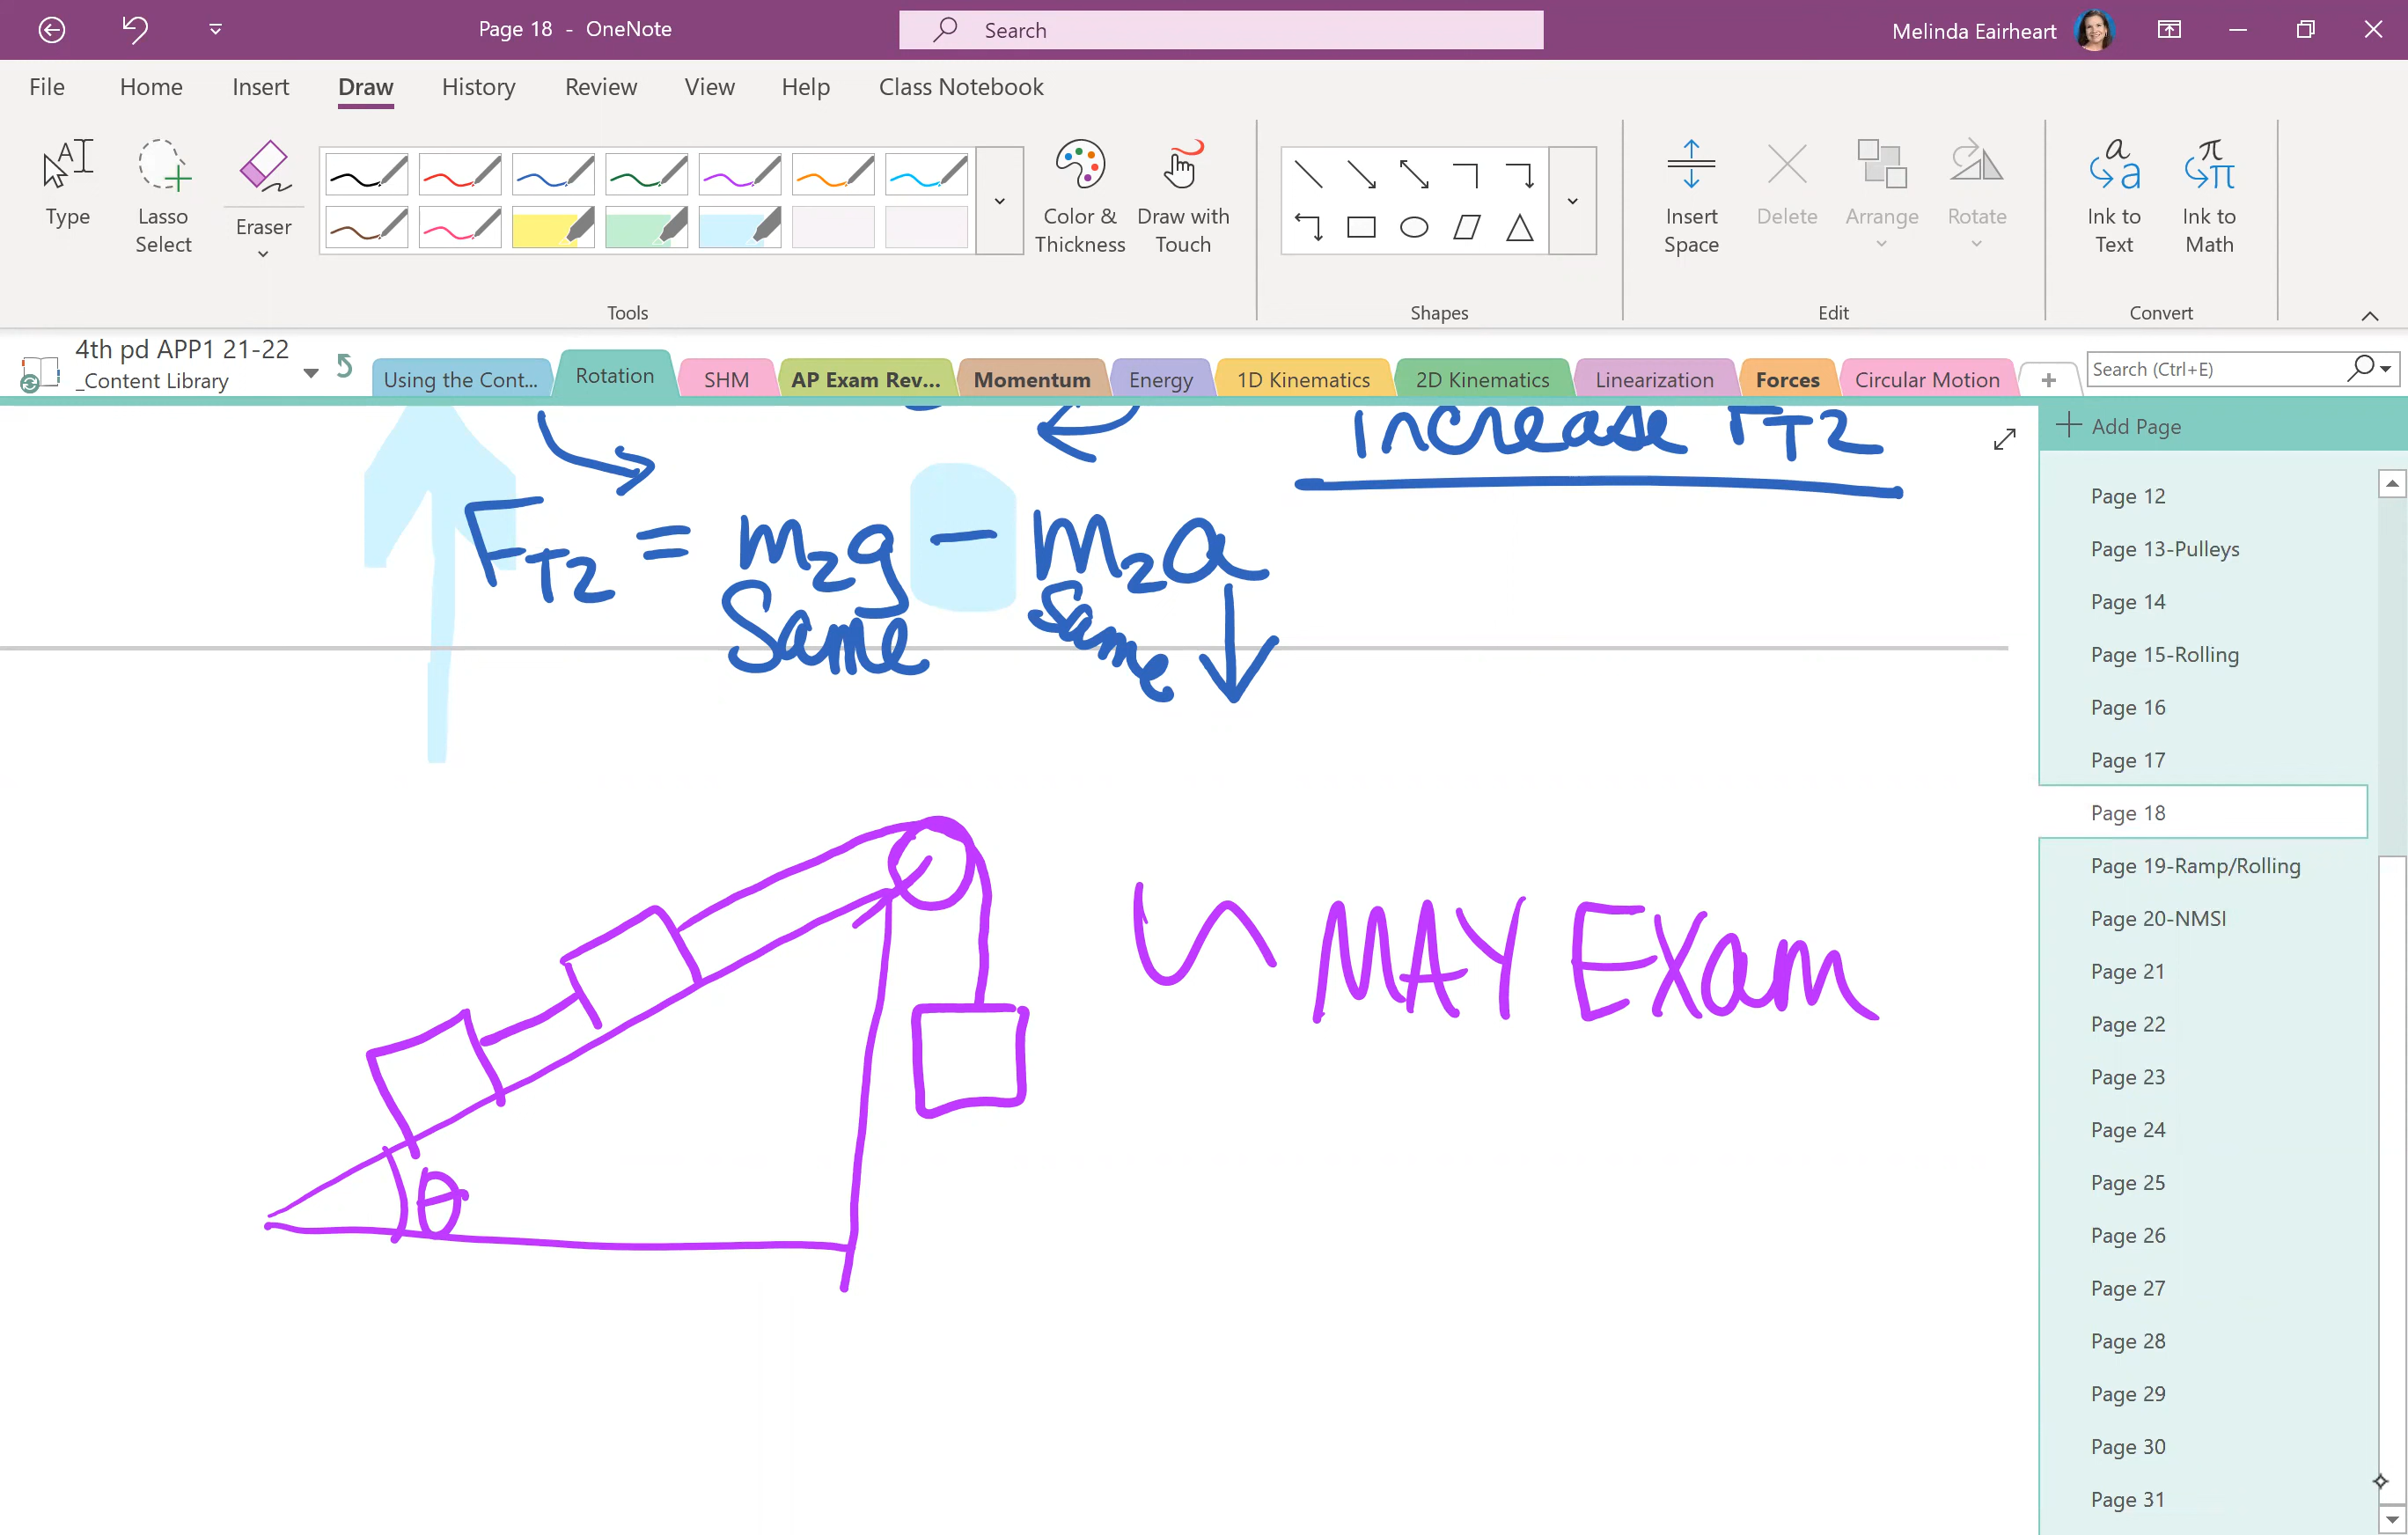 Page 18 - OneNote
Search
Melinda Eairheart
File Home Insert Draw History Review View Help Class Notebook
Type
Lasso Select
Eraser
Color & Thickness
Draw with Touch
Insert Space
Delete
Arrange
Rotate
Ink to Text
Ink to Math
Tools
Shapes
Edit
Convert
4th pd APP1 21-22
_Content Library
Using the Cont... Rotation SHM AP Exam Rev... Momentum Energy 1D Kinematics 2D Kinematics Linearization Forces Circular Motion +
Search (Ctrl+E)
Increase FT2
FT2 = m2g - m2a
Same Same
MAY Exam
θ
Add Page
Page 12
Page 13-Pulleys
Page 14
Page 15-Rolling
Page 16
Page 17
Page 18
Page 19-Ramp/Rolling
Page 20-NMSI
Page 21
Page 22
Page 23
Page 24
Page 25
Page 26
Page 27
Page 28
Page 29
Page 30
Page 31